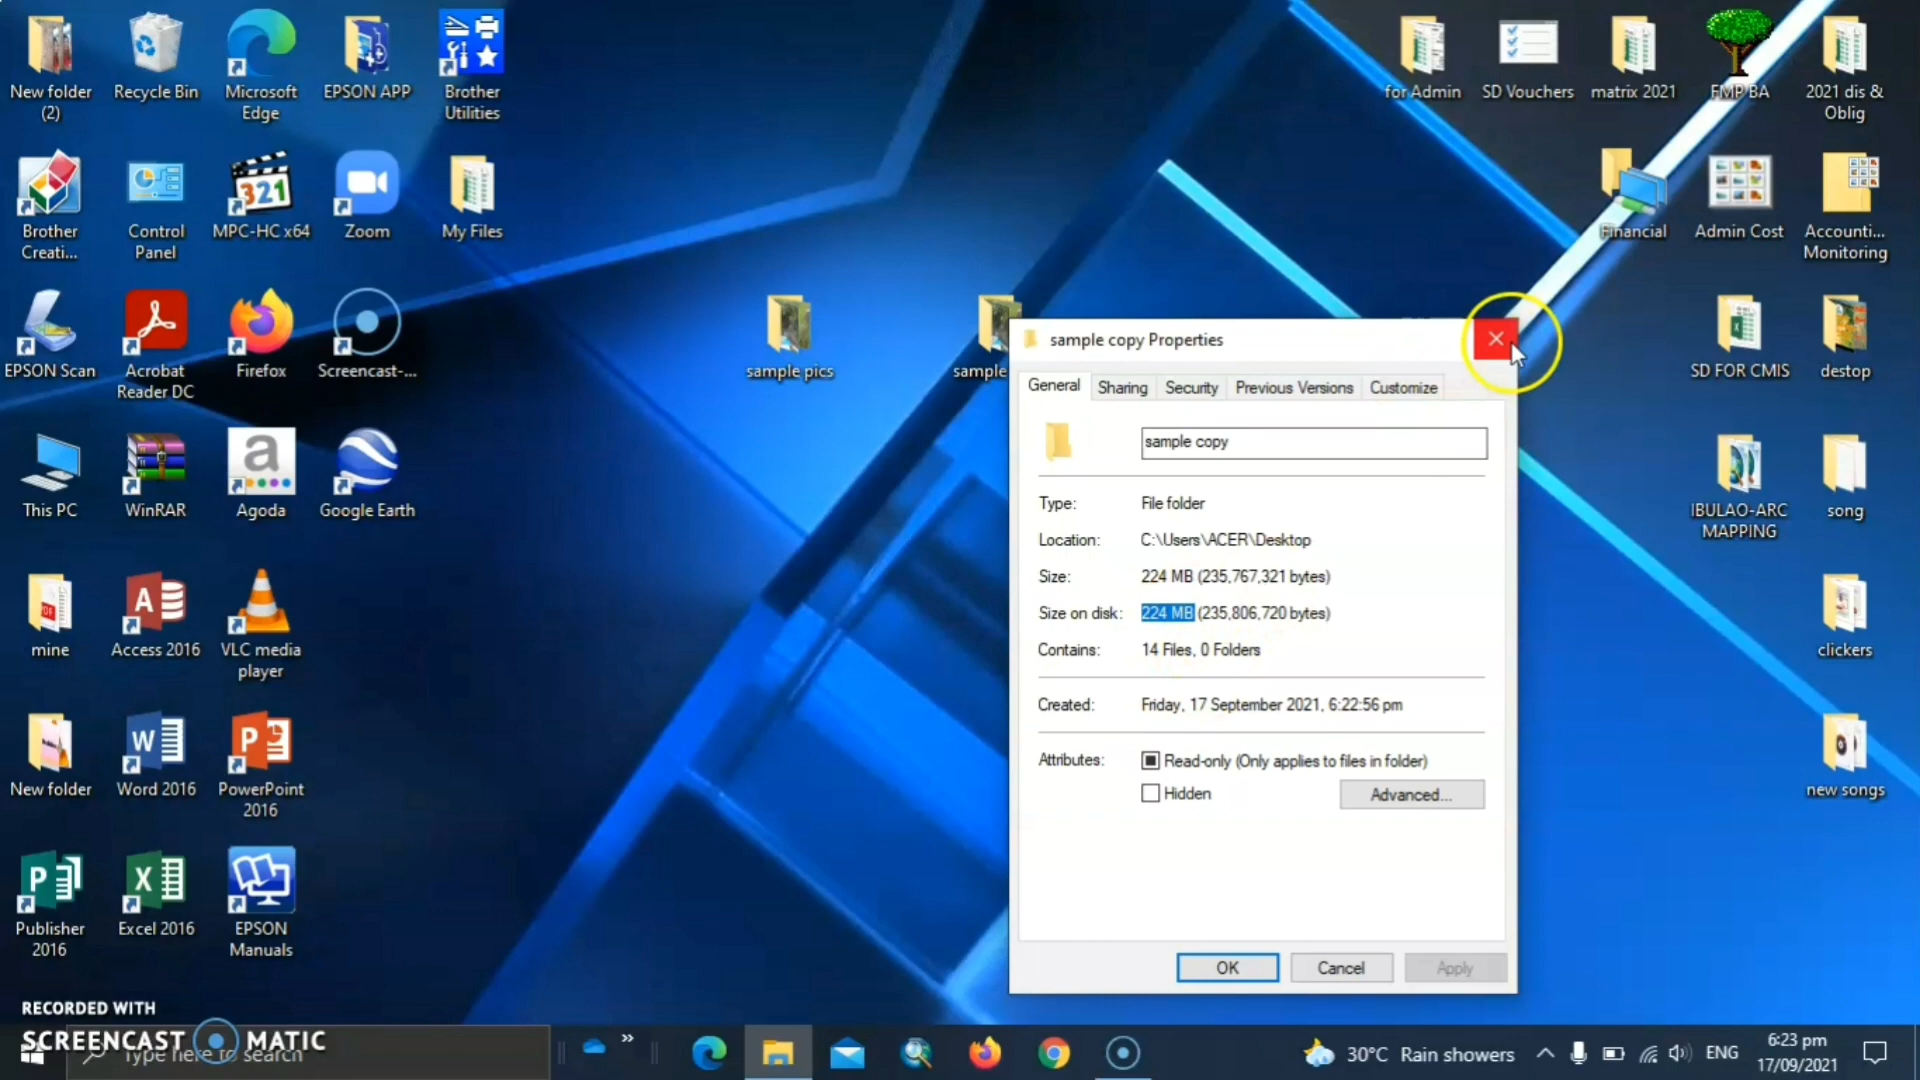 New folder
(2)
Recycle Bin
Microsoft
Edge
EPSON APP
Brother
Utilities
for Admin
SD Vouchers
matrix 2021
FMP BA
2021 dis &
Oblig
Brother
Creati...
Control
Panel
321
MPC-HC x64
Zoom
My Files
Financial
Admin Cost
Accounti...
Monitoring
EPSON Scan
Acrobat
Reader DC
Firefox
Screencast-...
sample pics
sample
SD FOR CMIS
destop
This PC
WinRAR
a
Agoda
Google Earth
IBULAO-ARC
MAPPING
song
PDF
mine
A
Access 2016
VLC media
player
clickers
New folder
W
Word 2016
P
PowerPoint
2016
new songs
P
Publisher
2016
X
Excel 2016
EPSON
Manuals
sample copy Properties
General
Sharing
Security
Previous Versions
Customize
sample copy
Type: File folder
Location: C:\Users\ACER\Desktop
Size: 224 MB (235,767,321 bytes)
Size on disk: 224 MB (235,806,720 bytes)
Contains: 14 Files, 0 Folders
Created: Friday, 17 September 2021, 6:22:56 pm
Attributes: Read-only (Only applies to files in folder)
Hidden
Advanced...
OK
Cancel
Apply
RECORDED WITH
SCREENCAST MATIC
Type here to search
30°C Rain showers
ENG
6:23 pm
17/09/2021